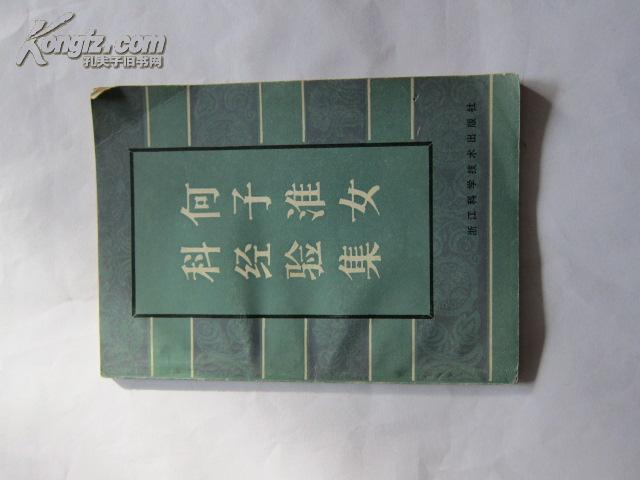 Kongfz.com
孔夫子旧书网
何子淮女
科经验集
浙江科学技术出版社